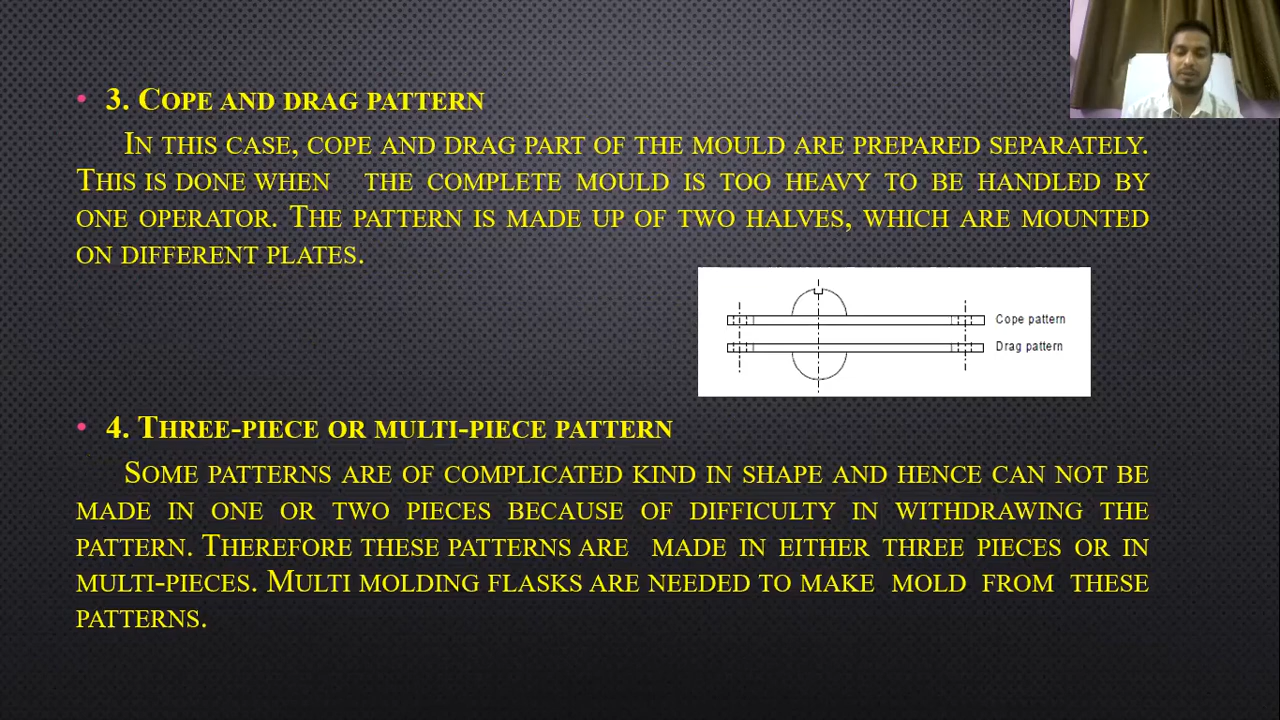 3. COPE AND DRAG PATTERN
IN THIS CASE, COPE AND DRAG PART OF THE MOULD ARE PREPARED SEPARATELY.
THIS IS DONE WHEN THE COMPLETE MOULD IS TOO HEAVY TO BE HANDLED BY
ONE OPERATOR. THE PATTERN IS MADE UP OF TWO HALVES, WHICH ARE MOUNTED
ON DIFFERENT PLATES.
Cope pattern
Drag pattern
4. THREE-PIECE OR MULTI-PIECE PATTERN
SOME PATTERNS ARE OF COMPLICATED KIND IN SHAPE AND HENCE CAN NOT BE
MADE IN ONE OR TWO PIECES BECAUSE OF DIFFICULTY IN WITHDRAWING THE
PATTERN. THEREFORE THESE PATTERNS ARE MADE IN EITHER THREE PIECES OR IN
MULTI-PIECES. MULTI MOLDING FLASKS ARE NEEDED TO MAKE MOLD FROM THESE
PATTERNS.